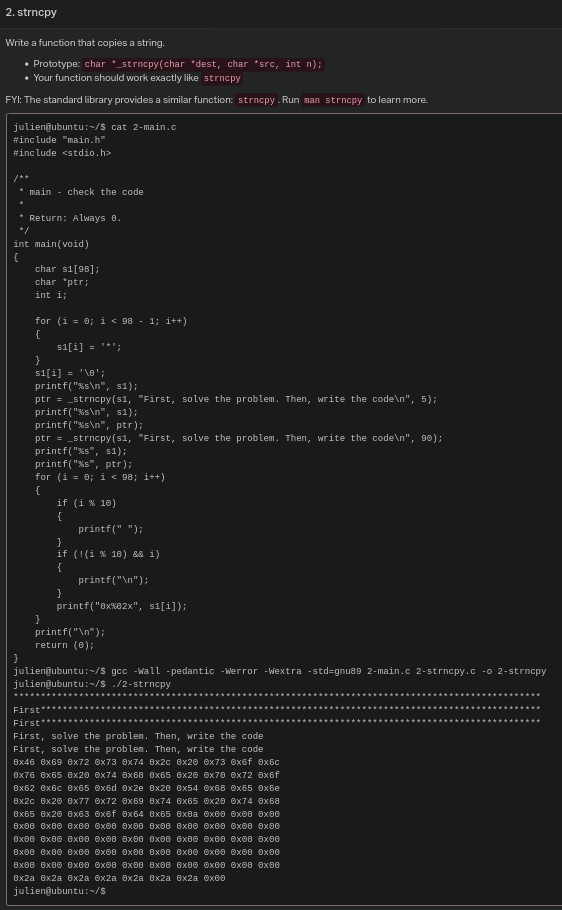 2. strncpy
Write a function that copies a string.
• Prototype: char *_strncpy(char *dest, char *src, int n);
• Your function should work exactly like strncpy
FYI: The standard library provides a similar function: strncpy. Run man strncpy to learn more.
julien@ubuntu:~/$ cat 2-main.c
#include "main.h"
#include <stdio.h>

/**
 * main - check the code
 *
 * Return: Always 0.
 */
int main(void)
{
    char s1[98];
    char *ptr;
    int i;

    for (i = 0; i < 98 - 1; i++)
    {
        s1[i] = '*';
    }
    s1[i] = '\0';
    printf("%s\n", s1);
    ptr = _strncpy(s1, "First, solve the problem. Then, write the code\n", 5);
    printf("%s\n", s1);
    printf("%s\n", ptr);
    ptr = _strncpy(s1, "First, solve the problem. Then, write the code\n", 90);
    printf("%s", s1);
    printf("%s", ptr);
    for (i = 0; i < 98; i++)
    {
        if (i % 10)
        {
            printf(" ");
        }
        if (!(i % 10) && i)
        {
            printf("\n");
        }
        printf("0x%02x", s1[i]);
    }
    printf("\n");
    return (0);
}
julien@ubuntu:~/$ gcc -Wall -pedantic -Werror -Wextra -std=gnu89 2-main.c 2-strncpy.c -o 2-strncpy
julien@ubuntu:~/$ ./2-strncpy
*************************************************************************************************
First********************************************************************************************
First********************************************************************************************
First, solve the problem. Then, write the code
First, solve the problem. Then, write the code
0x46 0x69 0x72 0x73 0x74 0x2c 0x20 0x73 0x6f 0x6c
0x76 0x65 0x20 0x74 0x68 0x65 0x20 0x70 0x72 0x6f
0x62 0x6c 0x65 0x6d 0x2e 0x20 0x54 0x68 0x65 0x6e
0x2c 0x20 0x77 0x72 0x69 0x74 0x65 0x20 0x74 0x68
0x65 0x20 0x63 0x6f 0x64 0x65 0x0a 0x00 0x00 0x00
0x00 0x00 0x00 0x00 0x00 0x00 0x00 0x00 0x00 0x00
0x00 0x00 0x00 0x00 0x00 0x00 0x00 0x00 0x00 0x00
0x00 0x00 0x00 0x00 0x00 0x00 0x00 0x00 0x00 0x00
0x00 0x00 0x00 0x00 0x00 0x00 0x00 0x00 0x00 0x00
0x2a 0x2a 0x2a 0x2a 0x2a 0x2a 0x2a 0x00
julien@ubuntu:~/$